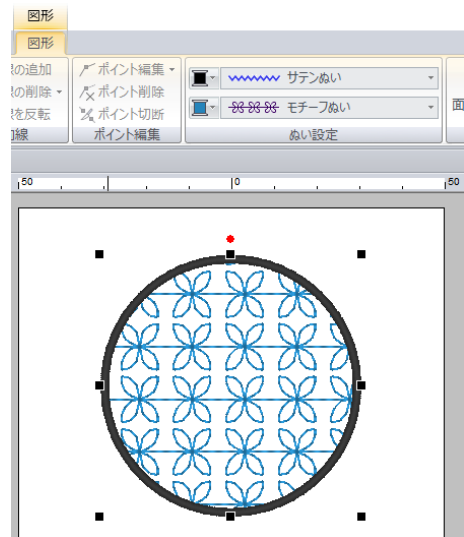 図形
図形
の追加
ポイント編集
サテンぬい
の削除
ポイント削除
を反転
ポイント切断
モチーフぬい
面
線
ポイント編集
ぬい設定
50
0
50